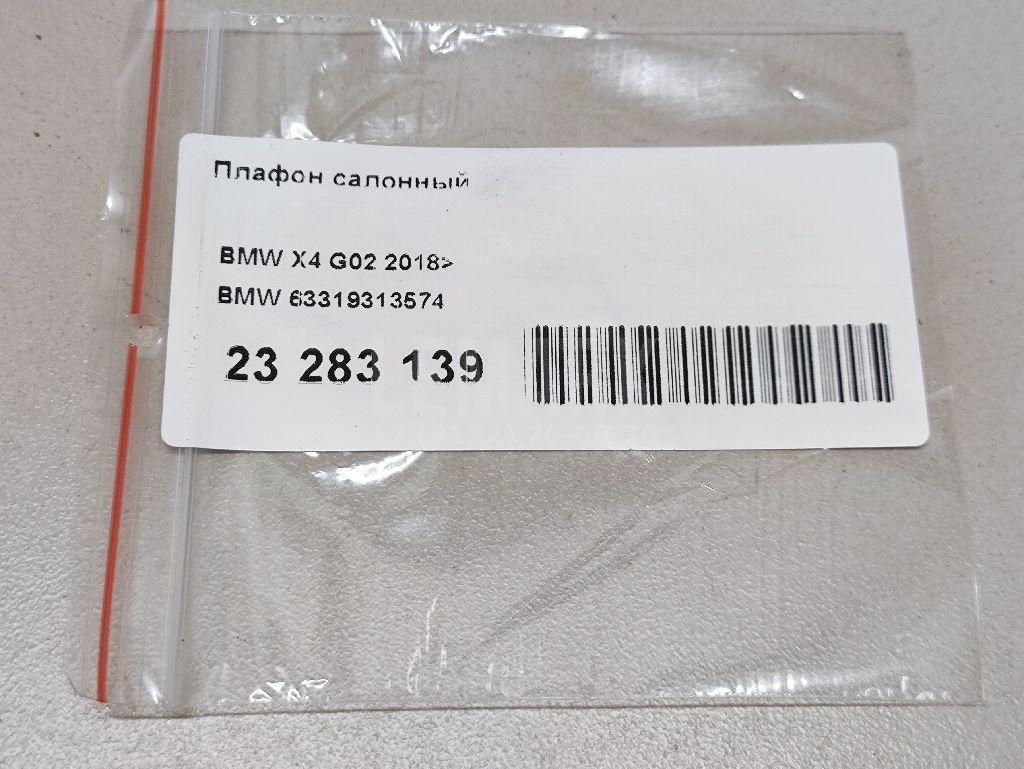 Плафон салонный
BMW X4 G02 2018>
BMW 63319313574
23 283 139